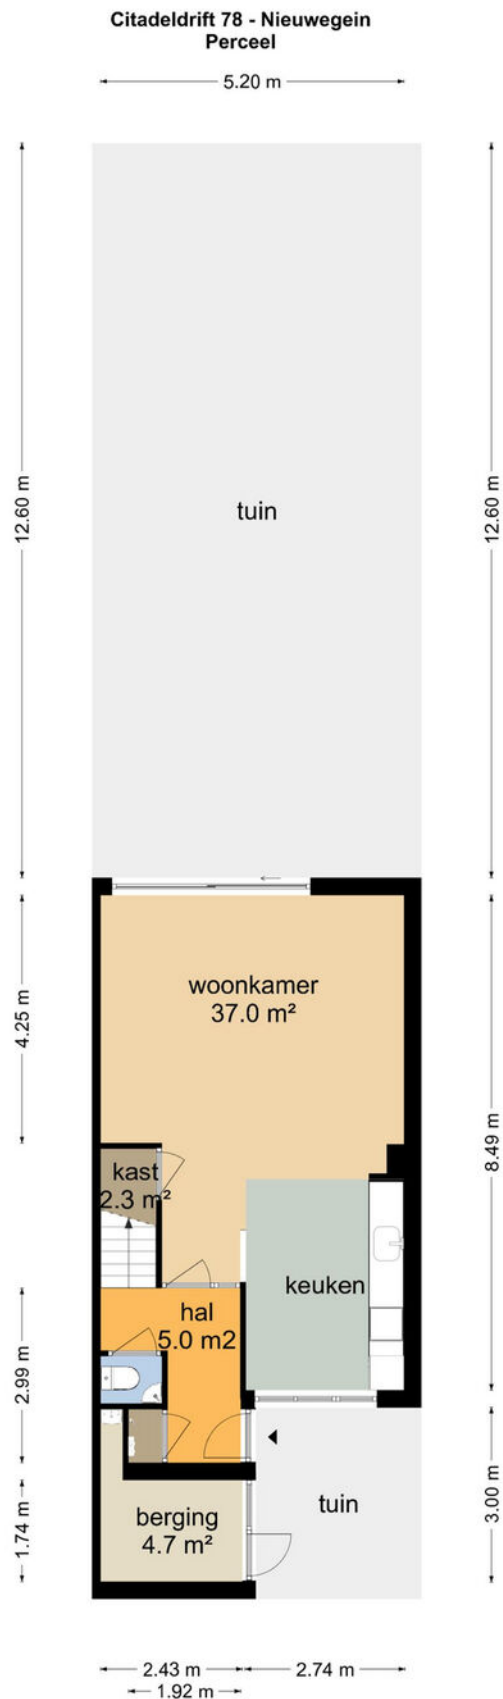 Citadeldrift 78 - Nieuwegein
Perceel
5.20 m
12.60 m
12.60 m
tuin
woonkamer
37.0 m²
4.25 m
8.49 m
kast
2.3 m²
keuken
hal
5.0 m2
2.99 m
3.00 m
tuin
berging
4.7 m²
1.74 m
2.43 m
2.74 m
1.92 m